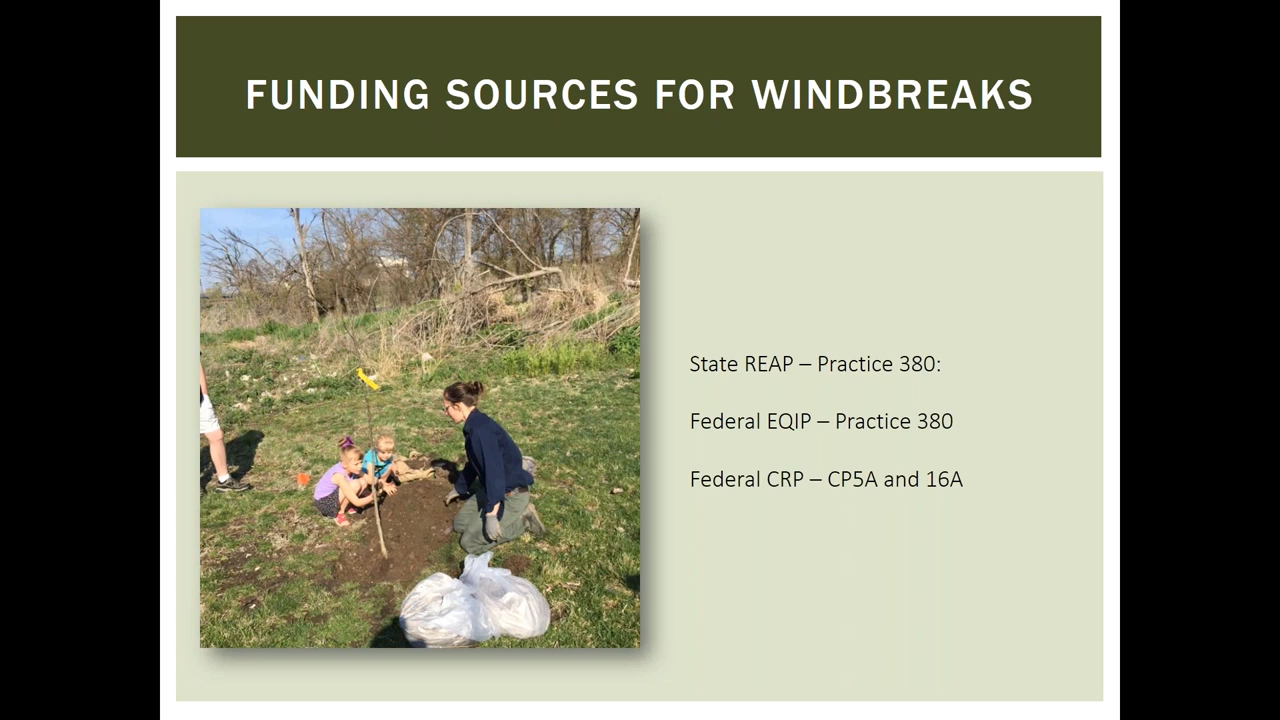 FUNDING SOURCES FOR WINDBREAKS
State REAP – Practice 380:
Federal EQIP – Practice 380
Federal CRP – CP5A and 16A